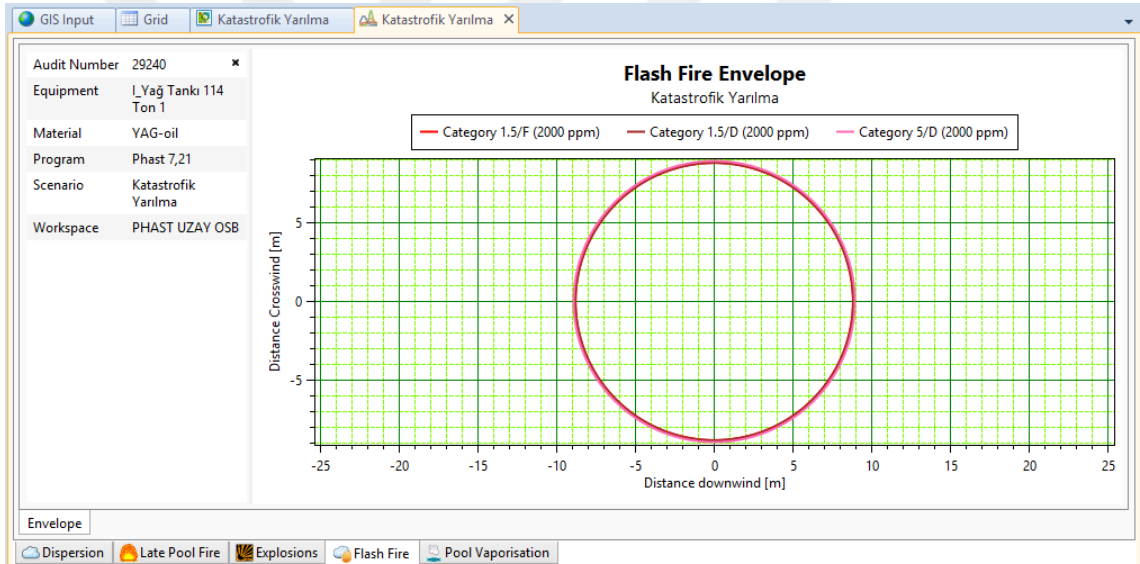 GIS Input Grid Katastrofik Yarılma Katastrofik Yarılma
Audit Number 29240
Equipment I_Yağ Tankı 114
Ton 1
Material YAG-oil
Program Phast 7,21
Scenario Katastrofik
Yarılma
Workspace PHAST UZAY OSB
Flash Fire Envelope
Katastrofik Yarılma
Category 1.5/F (2000 ppm) Category 1.5/D (2000 ppm) Category 5/D (2000 ppm)
Distance Crosswind [m]
5
0
-5
-25 -20 -15 -10 -5 0 5 10 15 20 25
Distance downwind [m]
Envelope
Dispersion Late Pool Fire Explosions Flash Fire Pool Vaporisation